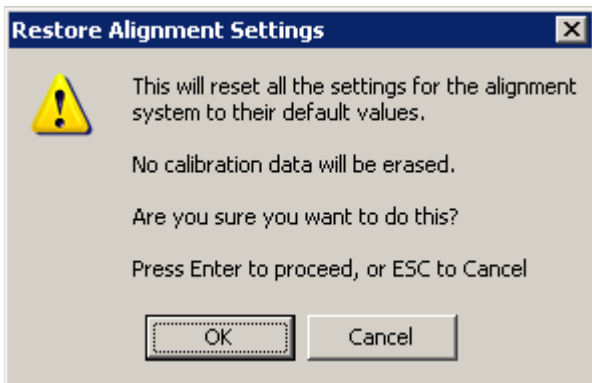 Restore Alignment Settings
This will reset all the settings for the alignment
system to their default values.
No calibration data will be erased.
Are you sure you want to do this?
Press Enter to proceed, or ESC to Cancel
OK
Cancel